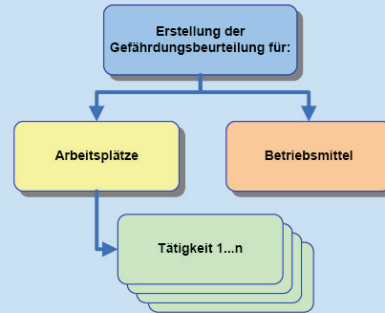 Erstellung der
Gefährdungsbeurteilung für:
Arbeitsplätze
Betriebsmittel
Tätigkeit 1...n